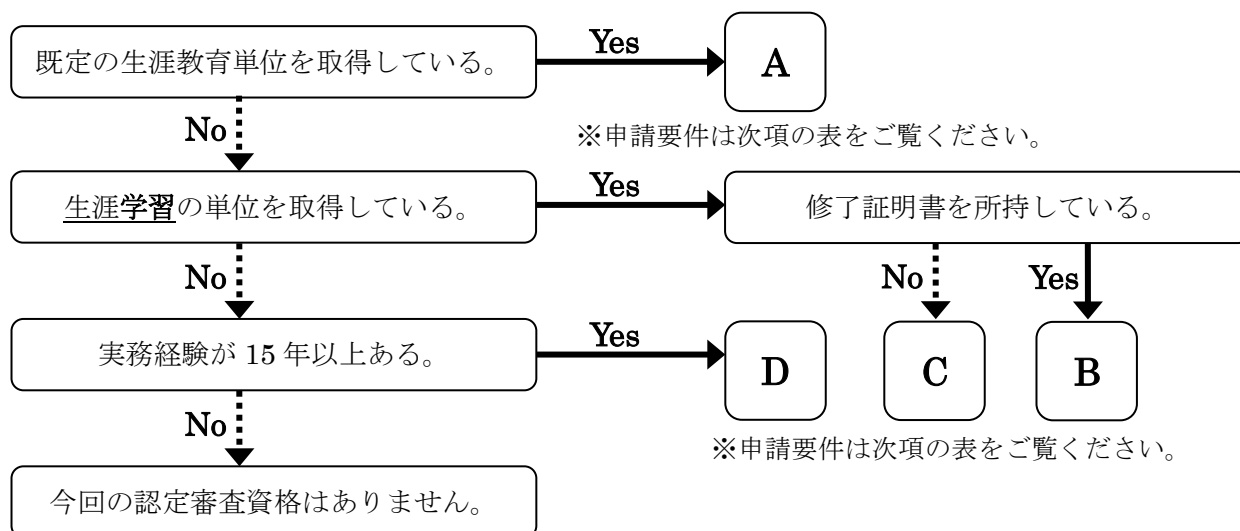 既定の生涯教育単位を取得している。
Yes
A
No
※申請要件は次項の表をご覧ください。
生涯学習の単位を取得している。
Yes
修了証明書を所持している。
No
No
Yes
実務経験が 15 年以上ある。
Yes
D
C
B
No
※申請要件は次項の表をご覧ください。
今回の認定審査資格はありません。